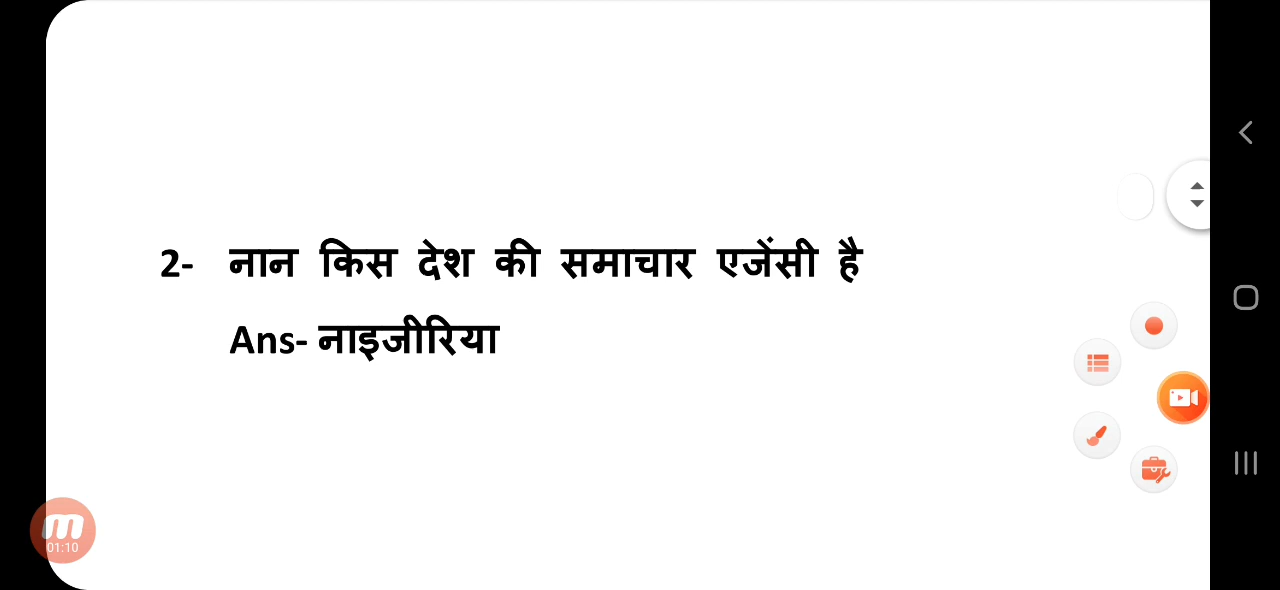 2- नान किस देश की समाचार एजेंसी है
Ans- नाइजीरिया
m
01:10